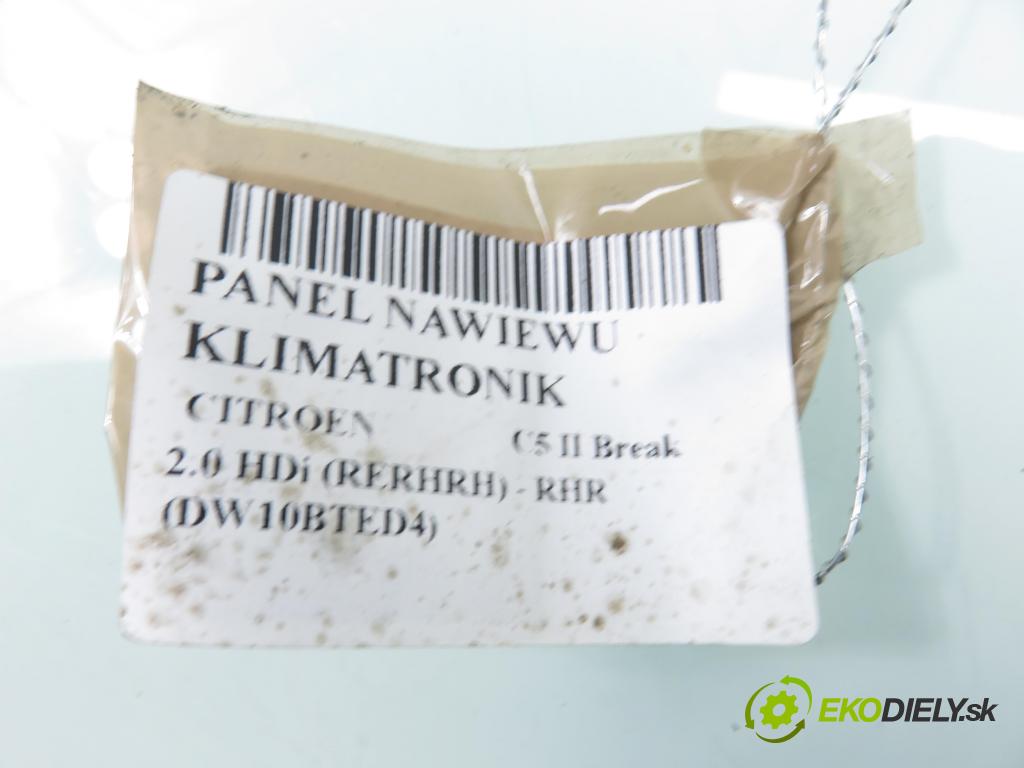 PANEL NAWIEWU
KLIMATRONIK
CITROEN C5 II Break
2.0 HDi (RERHRH) - RHR
(DW10BTED4)
EKODIELY.sk